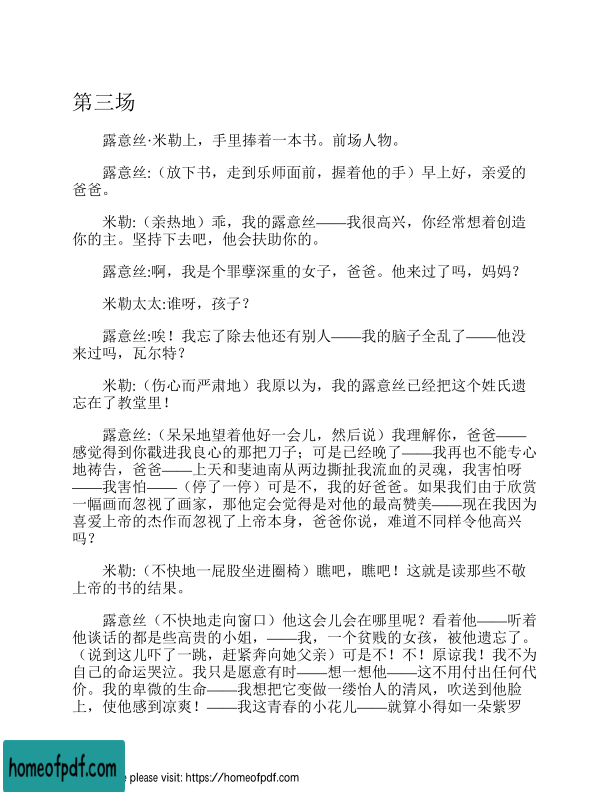 第三场
露意丝·米勒上，手里捧着一本书。前场人物。
露意丝:（放下书，走到乐师面前，握着他的手）早上好，亲爱的
爸爸。
米勒:（亲热地）乖，我的露意丝——我很高兴，你经常想着创造
你的主。坚持下去吧，他会扶助你的。
露意丝:啊，我是个罪孽深重的女子，爸爸。他来过了吗，妈妈？
米勒太太:谁呀，孩子？
露意丝:唉！我忘了除去他还有别人——我的脑子全乱了——他没
来过吗，瓦尔特？
米勒:（伤心而严肃地）我原以为，我的露意丝已经把这个姓氏遗
忘在了教堂里！
露意丝:（呆呆地望着他好一会儿，然后说）我理解你，爸爸——
感觉得到你戳进我良心的那把刀子；可是已经晚了——我再也不能专心
地祷告，爸爸——上天和斐迪南从两边撕扯我流血的灵魂，我害怕呀
——我害怕——（停了一停）可是不，我的好爸爸。如果我们由于欣赏
一幅画而忽视了画家，那他定会觉得是对他的最高赞美——现在我因为
喜爱上帝的杰作而忽视了上帝本身，爸爸你说，难道不同样令他高兴
吗？
米勒:（不快地一屁股坐进圈椅）瞧吧，瞧吧！这就是读那些不敬
上帝的书的结果。
露意丝（不快地走向窗口）他这会儿会在哪里呢？看着他——听着
他谈话的都是些高贵的小姐，——我，一个贫贱的女孩，被他遗忘了。
（说到这儿吓了一跳，赶紧奔向她父亲）可是不！不！原谅我！我不为
自己的命运哭泣。我只是愿意有时——想一想他——这不用付出任何代
价。我的卑微的生命——我想把它变做一缕怡人的清风，吹送到他脸
上，使他感到凉爽！——我这青春的小花儿——就算小得如一朵紫罗
homeofpdf.com
e please visit: https://homeofpdf.com